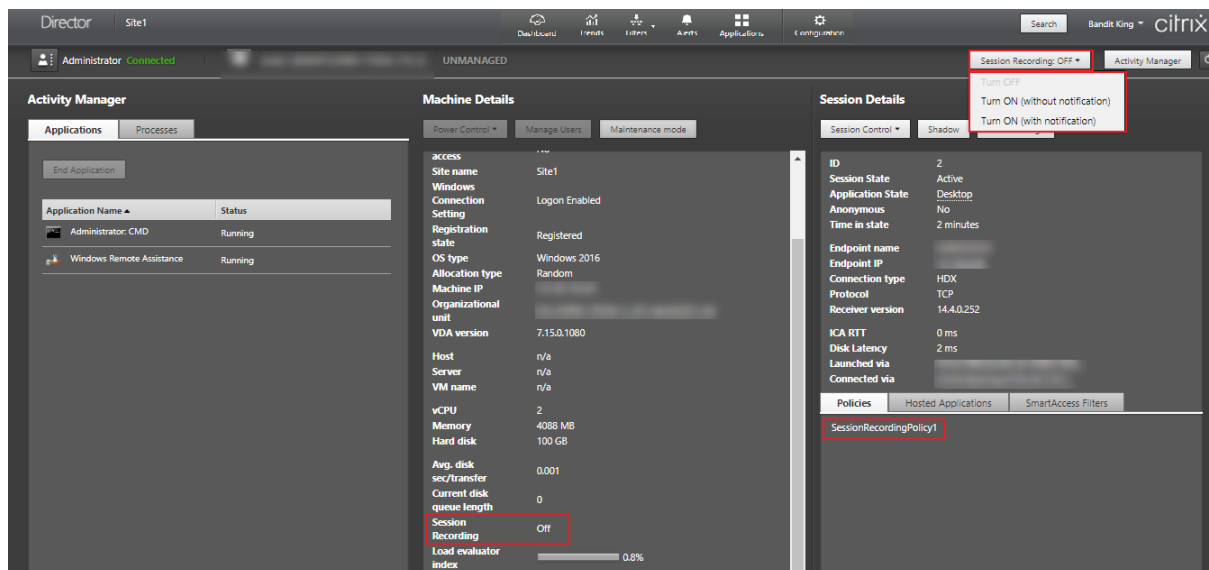 Director
Site1
Dashboard
Trends
Filters
Alerts
Applications
Configuration
Search
Bandit King
citrix
Administrator Connected
UNMANAGED
Session Recording: OFF
Activity Manager
Turn OFF
Turn ON (without notification)
Turn ON (with notification)
Activity Manager
Applications
Processes
End Application
Application Name
Status
Administrator: CMD
Running
Windows Remote Assistance
Running
Machine Details
Power Control
Manage Users
Maintenance mode
access
Site name Site1
Windows
Connection Logon Enabled
Setting
Registration
state Registered
OS type Windows 2016
Allocation type Random
Machine IP
Organizational
unit
VDA version 7.15.0.1080
Host n/a
Server n/a
VM name n/a
vCPU 2
Memory 4088 MB
Hard disk 100 GB
Avg. disk
sec/transfer 0.001
Current disk
queue length 0
Session
Recording Off
Load evaluator
index 0.8%
Session Details
Session Control
Shadow
ID 2
Session State Active
Application State Desktop
Anonymous No
Time in state 2 minutes
Endpoint name
Endpoint IP
Connection type HDX
Protocol TCP
Receiver version 14.4.0.252
ICA RTT 0 ms
Disk Latency 2 ms
Launched via
Connected via
Policies
Hosted Applications
SmartAccess Filters
SessionRecordingPolicy1